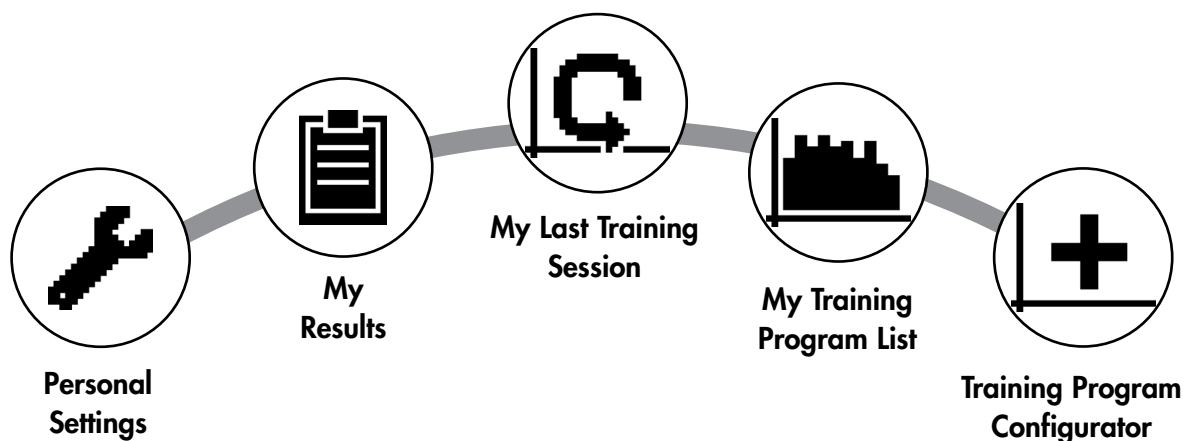 Personal
Settings
My
Results
My Last Training
Session
My Training
Program List
Training Program
Configurator